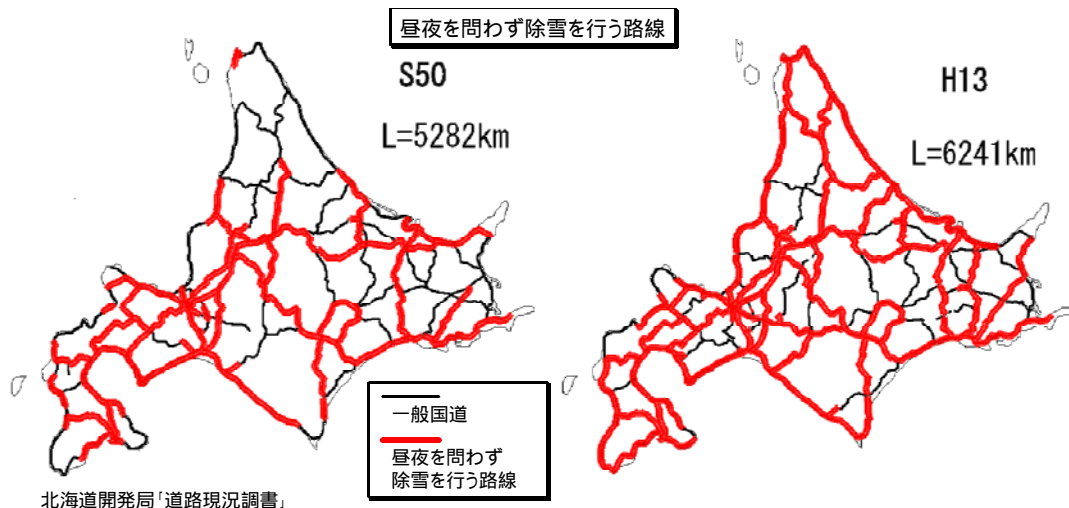 昼夜を問わず除雪を行う路線
S50
L=5282km
H13
L=6241km
一般国道
昼夜を問わず
除雪を行う路線
北海道開発局「道路現況調書」